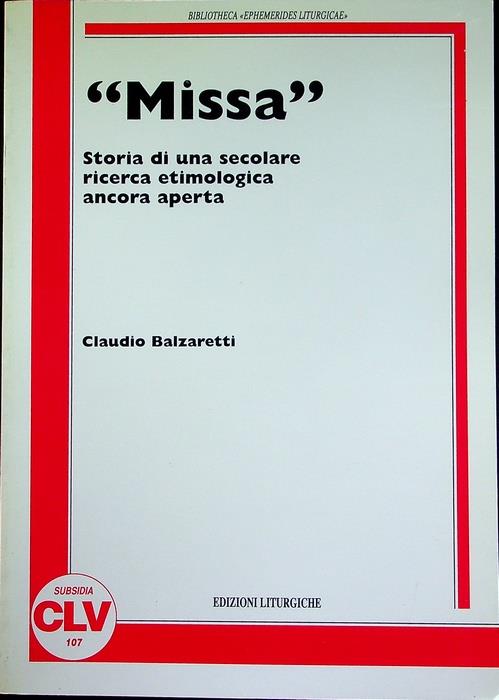 BIBLIOTHECA «EPHEMERIDES LITURGICAE»
“Missa”
Storia di una secolare
ricerca etimologica
ancora aperta
Claudio Balzaretti
SUBSIDIA
CLV
107
EDIZIONI LITURGICHE